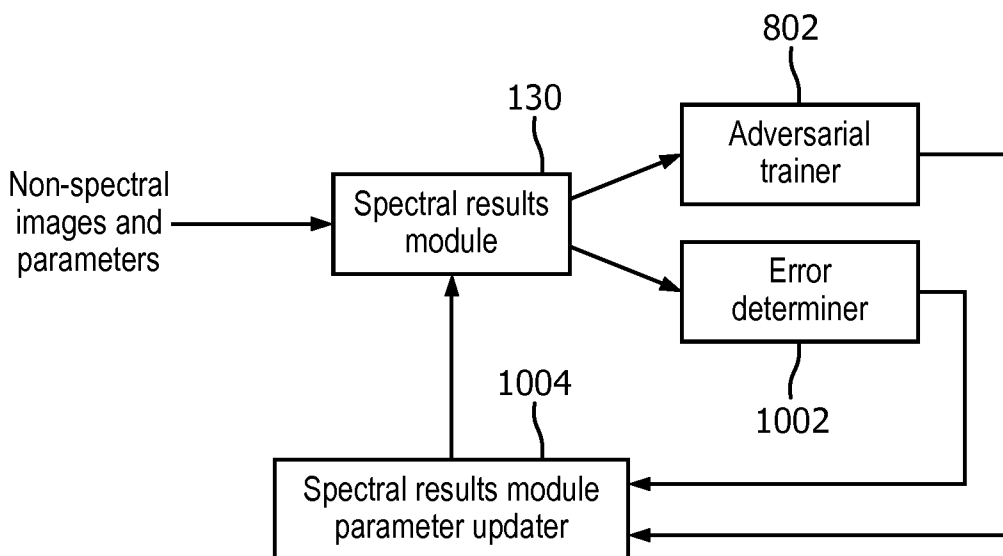 802
130
Adversarial
trainer
Non-spectral
images and
parameters
Spectral results
module
Error
determiner
1004
1002
Spectral results module
parameter updater